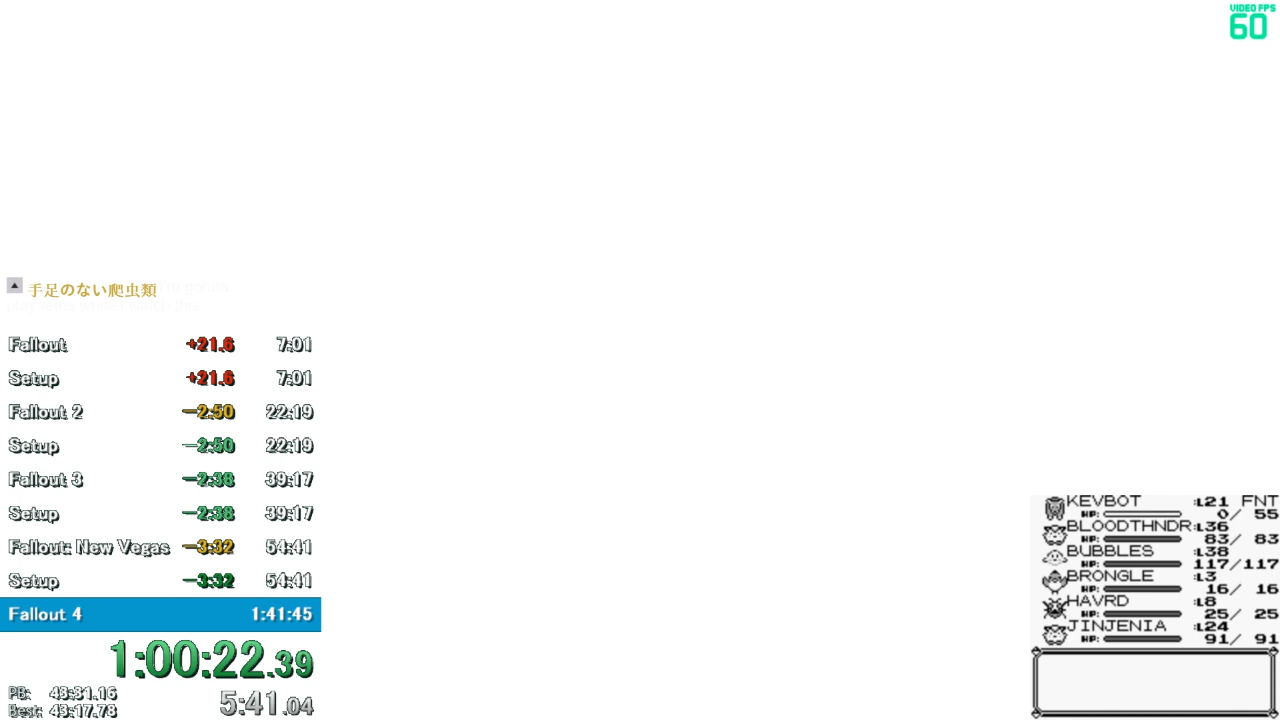 VIDEO FPS
60
手足のない爬虫類
Fallout +21.6 7:01
Setup +21.6 7:01
Fallout 2 −2:50 22:19
Setup −2:50 22:19
Fallout 3 −2:38 39:17
Setup −2:38 39:17
Fallout: New Vegas −3:32 54:41
Setup −3:32 54:41
Fallout 4 1:41:45
1:00:22.39
PB: 43:31.16
Best: 43:17.78
5:41.04
KEVBOT :L21 FNT
HP: 0/ 55
BLOODTHNDR:L36
HP: 83/ 83
BUBBLES :L38
HP: 117/117
BRONGLE :L3
HP: 16/ 16
HAVRD :L8
HP: 25/ 25
JINJENIA :L24
HP: 91/ 91